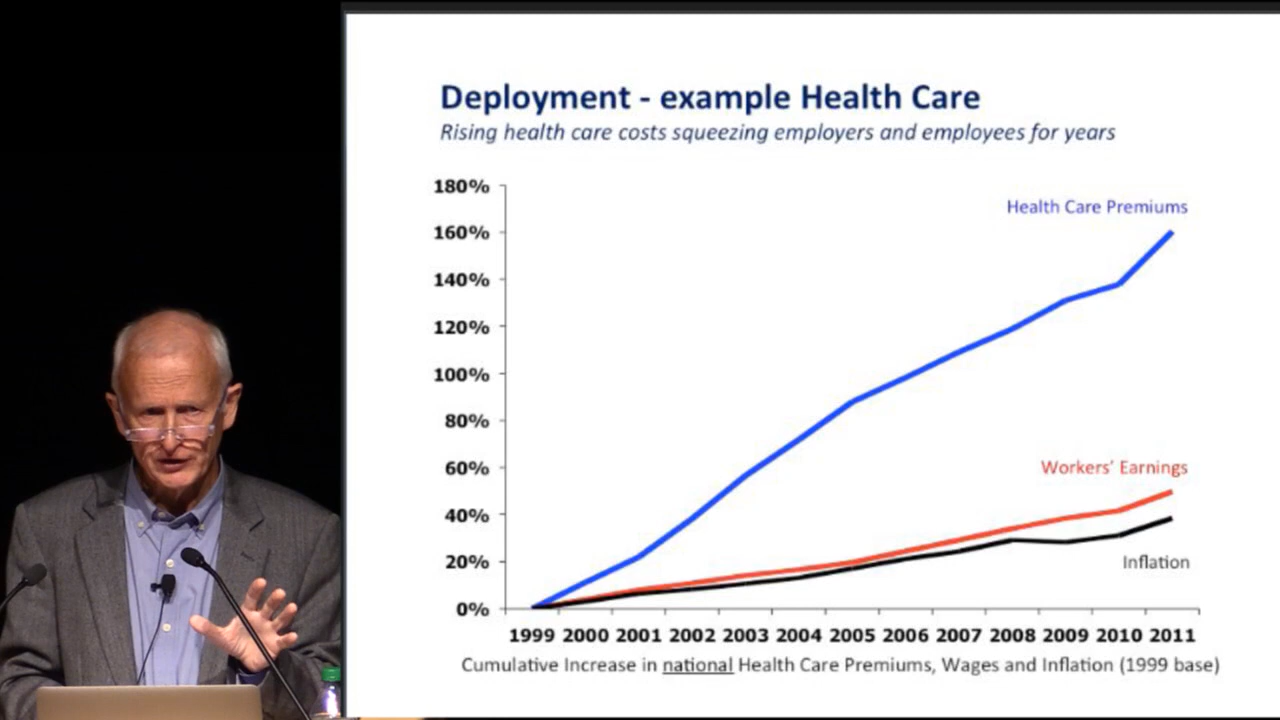 Deployment - example Health Care
Rising health care costs squeezing employers and employees for years
180%
Health Care Premiums
160%
140%
120%
100%
80%
60%
Workers' Earnings
40%
20%
Inflation
0%
1999 2000 2001 2002 2003 2004 2005 2006 2007 2008 2009 2010 2011
Cumulative Increase in national Health Care Premiums, Wages and Inflation (1999 base)